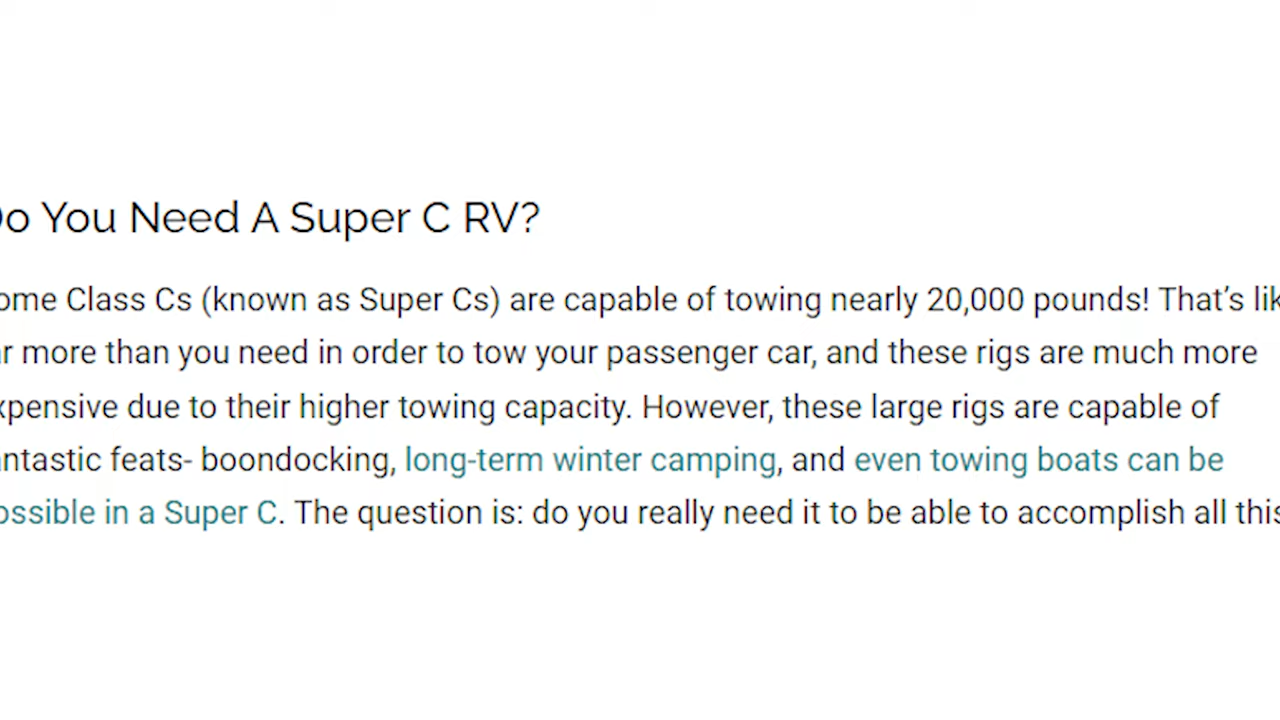 o You Need A Super C RV?
ome Class Cs (known as Super Cs) are capable of towing nearly 20,000 pounds! That's lik
r more than you need in order to tow your passenger car, and these rigs are much more
xpensive due to their higher towing capacity. However, these large rigs are capable of
ntastic feats- boondocking, long-term winter camping, and even towing boats can be
ossible in a Super C. The question is: do you really need it to be able to accomplish all this